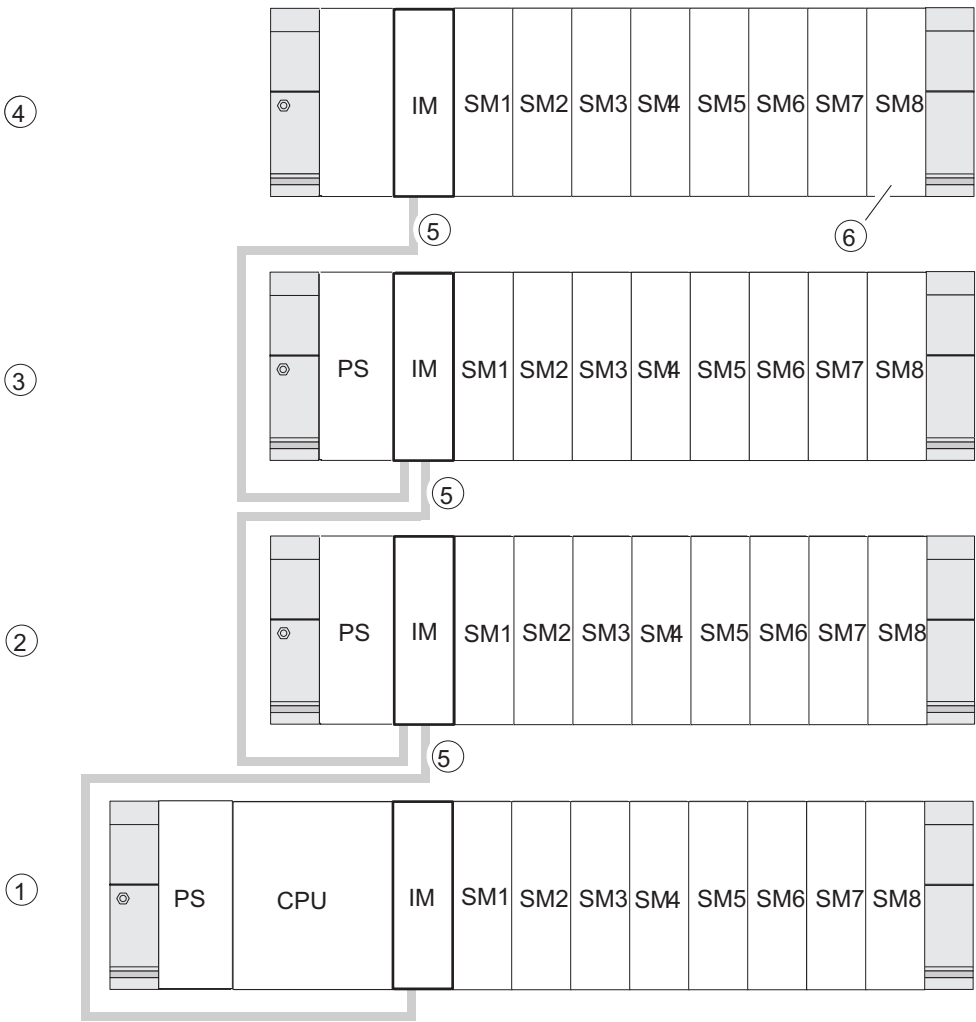 ④ IM SM1 SM2 SM3 SM4 SM5 SM6 SM7 SM8
⑤ ⑥
③ PS IM SM1 SM2 SM3 SM4 SM5 SM6 SM7 SM8
⑤
② PS IM SM1 SM2 SM3 SM4 SM5 SM6 SM7 SM8
⑤
① PS CPU IM SM1 SM2 SM3 SM4 SM5 SM6 SM7 SM8